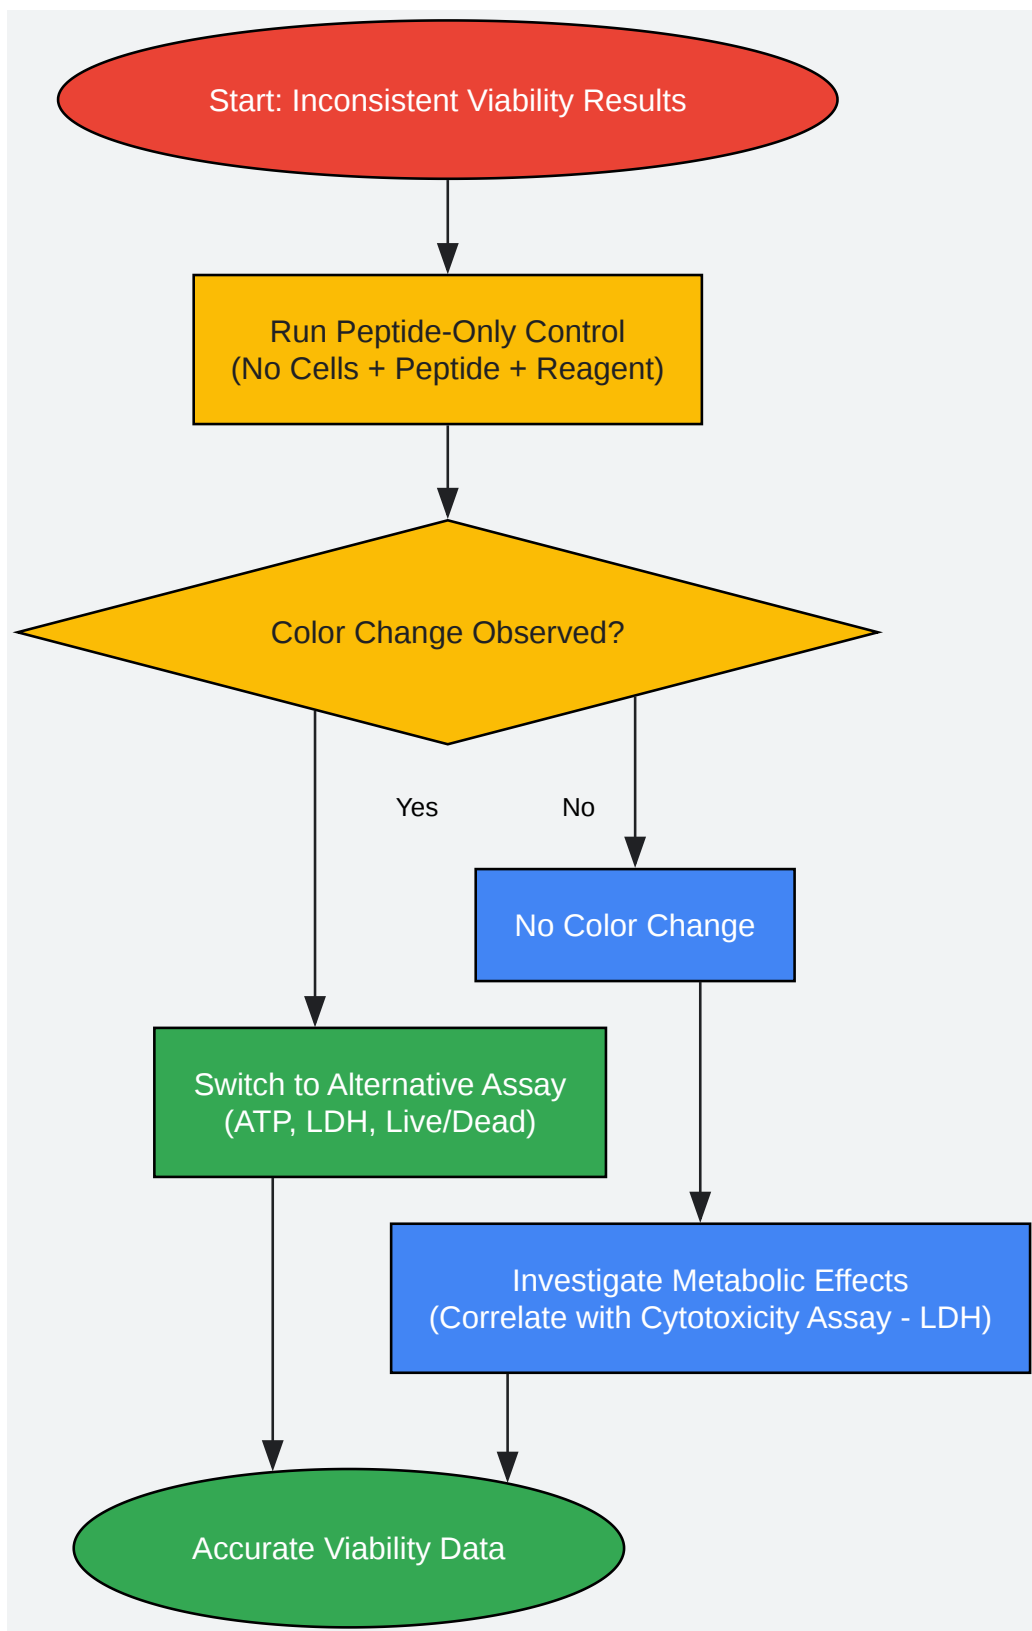 Start: Inconsistent Viability Results
Run Peptide-Only Control
(No Cells + Peptide + Reagent)
Color Change Observed?
Yes
No
No Color Change
Switch to Alternative Assay
(ATP, LDH, Live/Dead)
Investigate Metabolic Effects
(Correlate with Cytotoxicity Assay - LDH)
Accurate Viability Data